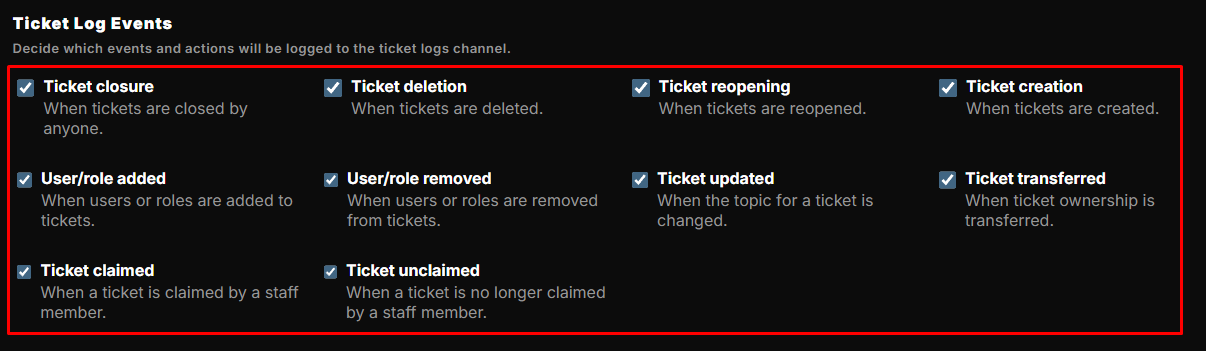 Ticket Log Events
Decide which events and actions will be logged to the ticket logs channel.
Ticket closure
When tickets are closed by
anyone.
Ticket deletion
When tickets are deleted.
Ticket reopening
When tickets are reopened.
Ticket creation
When tickets are created.
User/role added
When users or roles are added to
tickets.
User/role removed
When users or roles are removed
from tickets.
Ticket updated
When the topic for a ticket is
changed.
Ticket transferred
When ticket ownership is
transferred.
Ticket claimed
When a ticket is claimed by a staff
member.
Ticket unclaimed
When a ticket is no longer claimed
by a staff member.